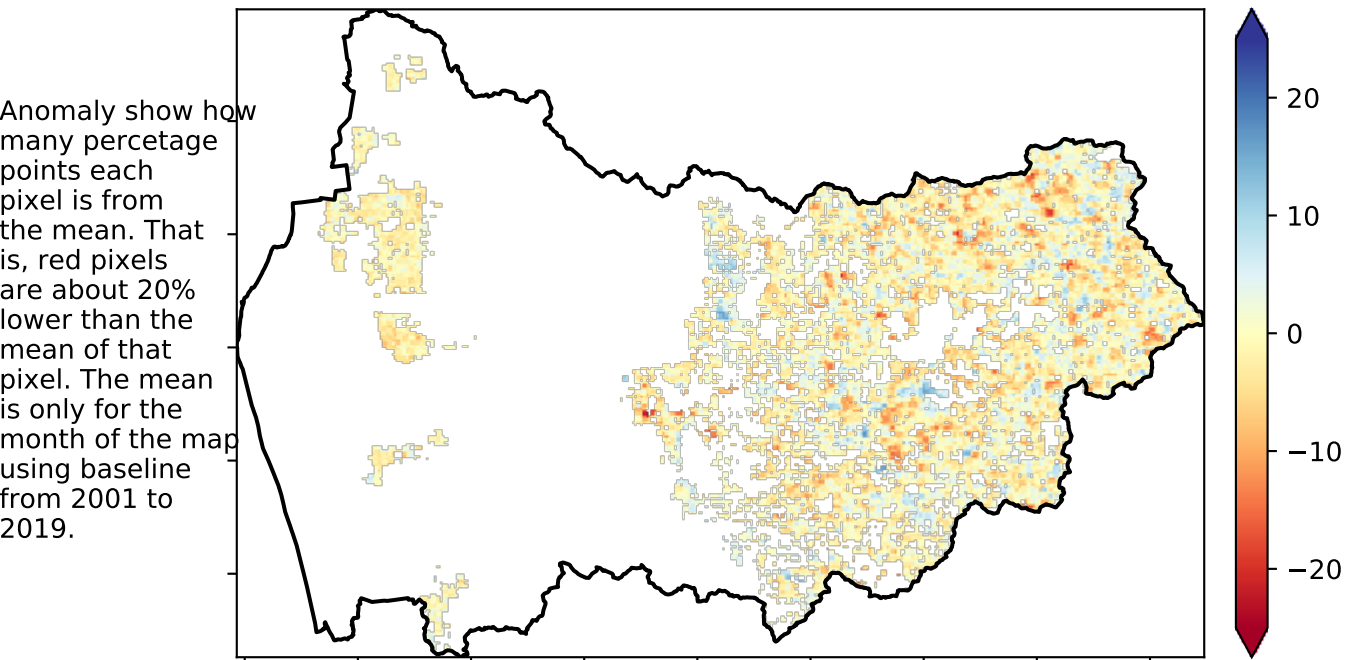 Anomaly show how
many percetage
points each
pixel is from
the mean. That
is, red pixels
are about 20%
lower than the
mean of that
pixel. The mean
is only for the
month of the map
using baseline
from 2001 to
2019.
20
10
0
−10
−20